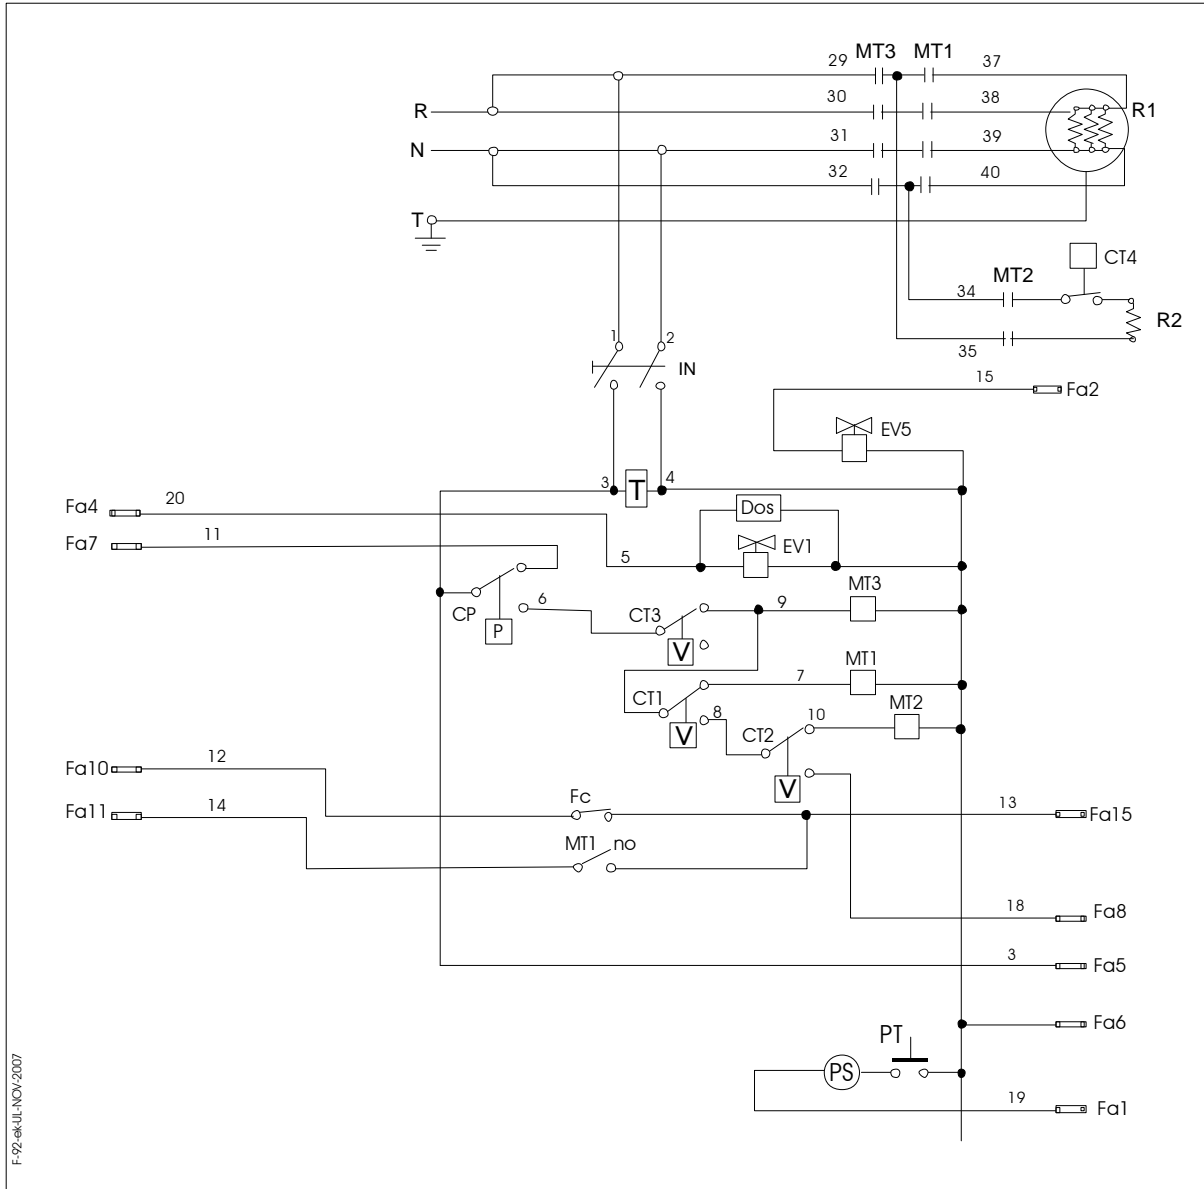 MT3 MT1
29 37
R 30 38 R1
N 31 39
32 40
T
CT4
MT2
34
R2
35
1 2
IN
15 Fa2
EV5
3 T 4
Fa4 20
Dos
Fa7 11
5 EV1
MT3
CP 6 CT3 9
P
V
MT1
7
CT1 8 MT2
10
V CT2
Fa10 12
V
Fc
Fa11 14 13 Fa15
MT1 no
18 Fa8
3 Fa5
Fa6
PT
PS
19 Fa1
F-92-ek-UL-NOV-2007